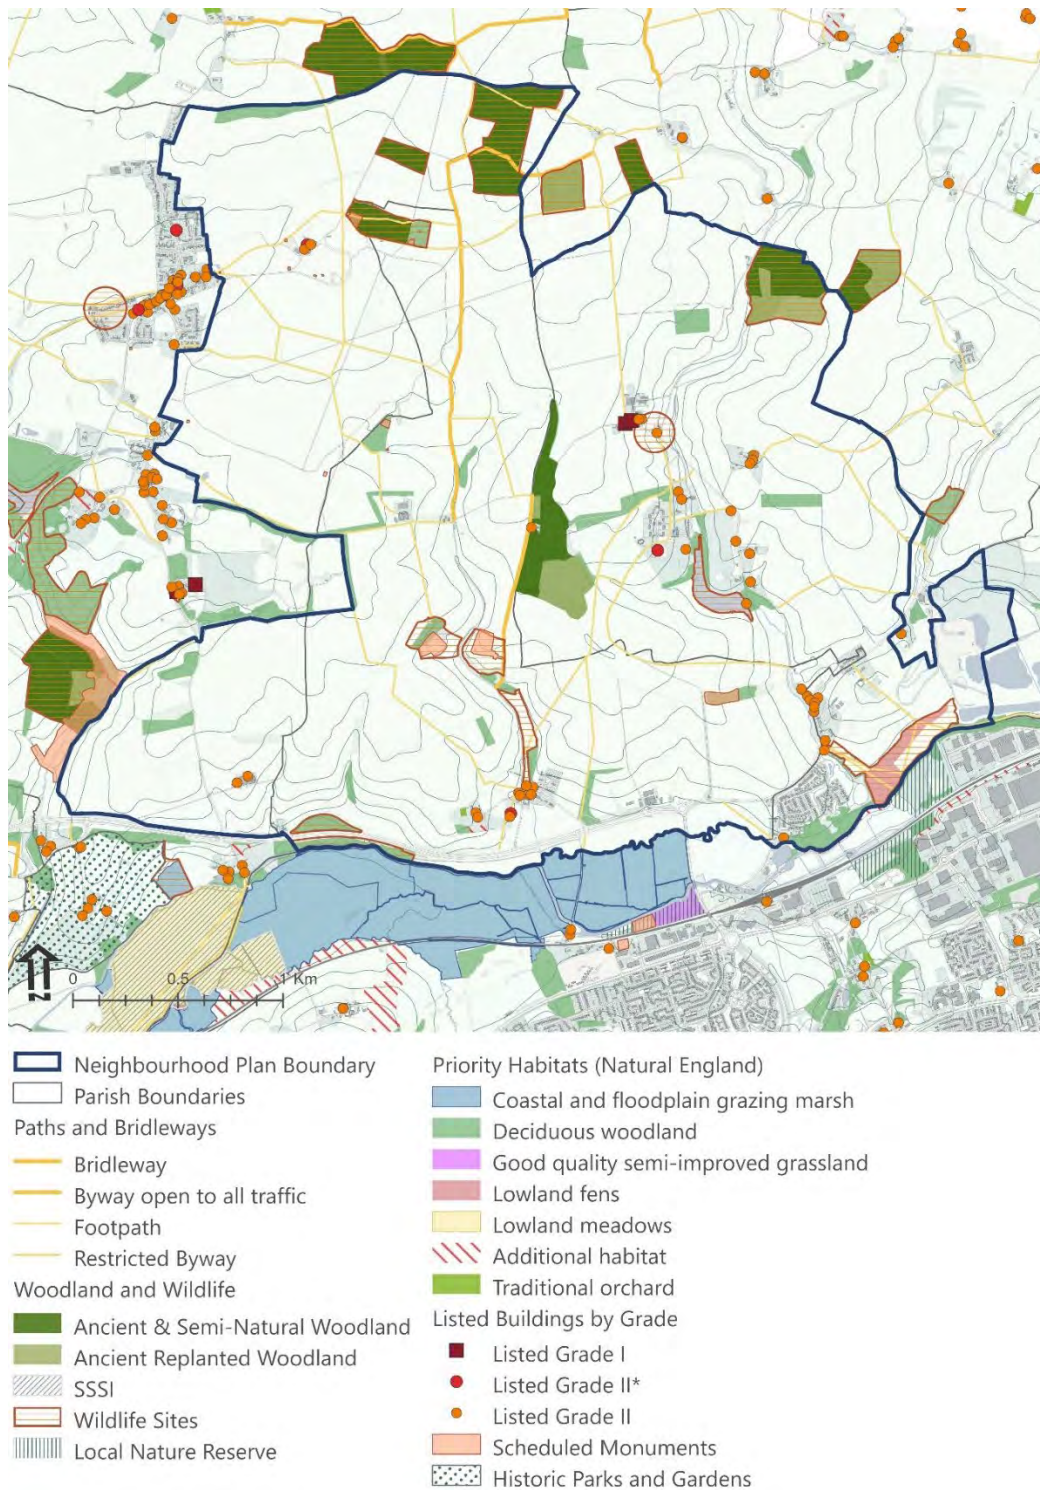 N
0
0.5
1 Km
Neighbourhood Plan Boundary
Parish Boundaries
Paths and Bridleways
Bridleway
Byway open to all traffic
Footpath
Restricted Byway
Woodland and Wildlife
Ancient & Semi-Natural Woodland
Ancient Replanted Woodland
SSSI
Wildlife Sites
Local Nature Reserve
Priority Habitats (Natural England)
Coastal and floodplain grazing marsh
Deciduous woodland
Good quality semi-improved grassland
Lowland fens
Lowland meadows
Additional habitat
Traditional orchard
Listed Buildings by Grade
Listed Grade I
Listed Grade II*
Listed Grade II
Scheduled Monuments
Historic Parks and Gardens